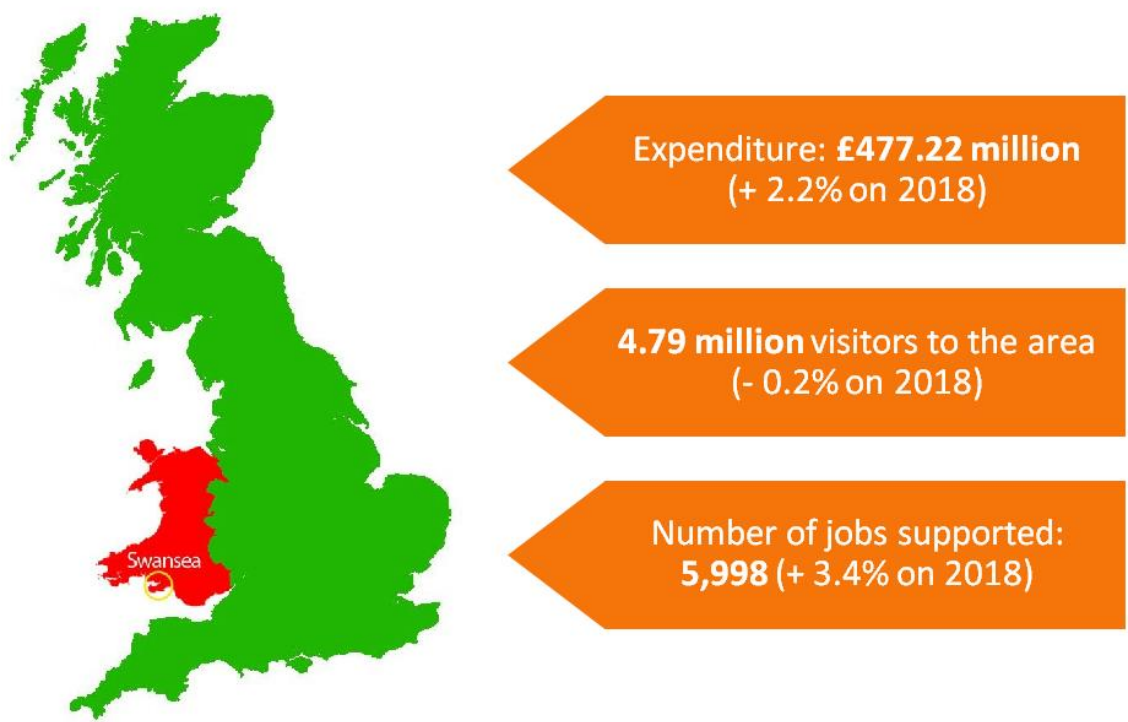 Expenditure: £477.22 million
(+ 2.2% on 2018)
4.79 million visitors to the area
(- 0.2% on 2018)
Number of jobs supported:
5,998 (+ 3.4% on 2018)
Swansea